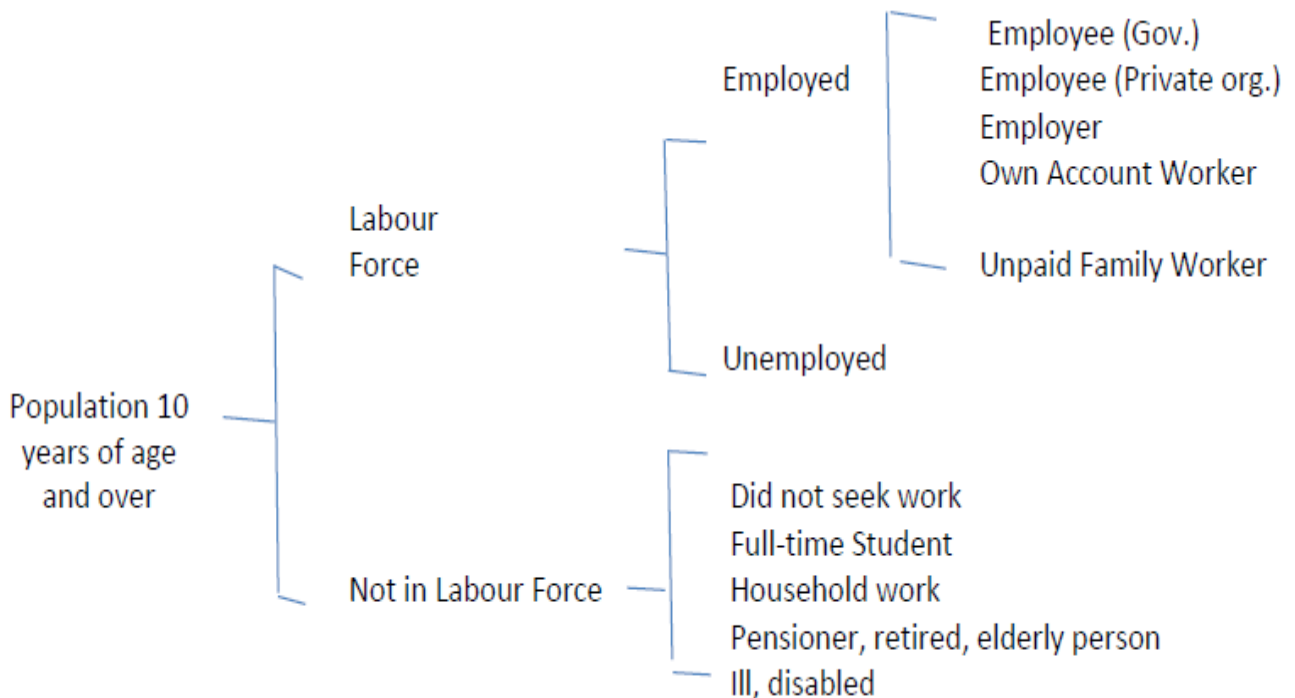 Employee (Gov.)
Employed
Employee (Private org.)
Employer
Own Account Worker
Labour
Force
Unpaid Family Worker
Unemployed
Population 10
years of age
and over
Did not seek work
Full-time Student
Not in Labour Force
Household work
Pensioner, retired, elderly person
Ill, disabled